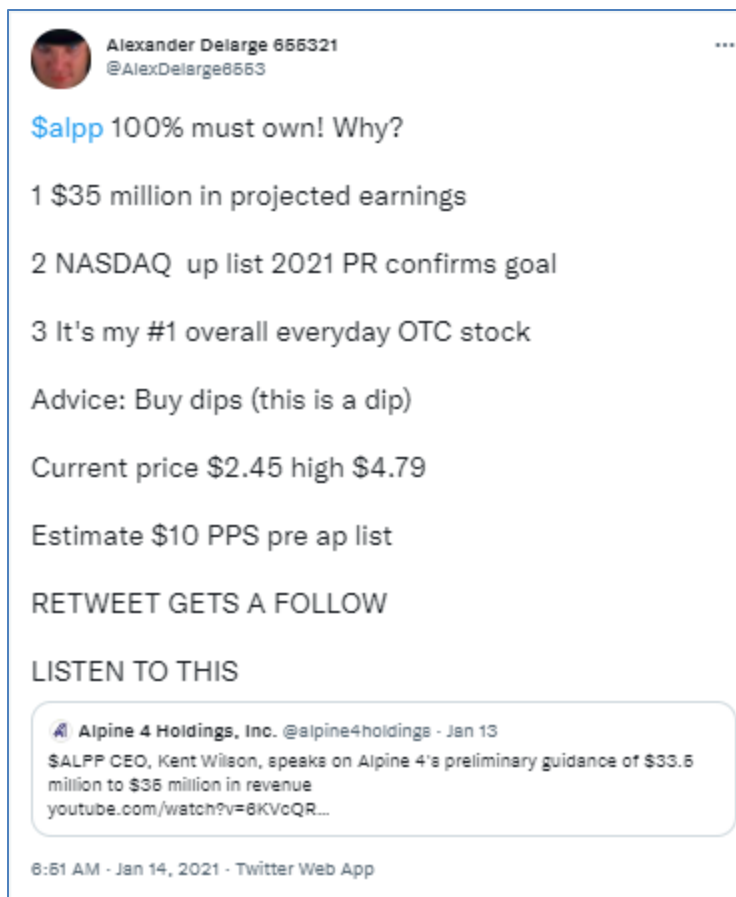 Alexander Delarge 655321
@AlexDelarge6553
$alpp 100% must own! Why?
1 $35 million in projected earnings
2 NASDAQ  up list 2021 PR confirms goal
3 It's my #1 overall everyday OTC stock
Advice: Buy dips (this is a dip)
Current price $2.45 high $4.79
Estimate $10 PPS pre ap list
RETWEET GETS A FOLLOW
LISTEN TO THIS
Alpine 4 Holdings, Inc. @alpine4holdings · Jan 13
$ALPP CEO, Kent Wilson, speaks on Alpine 4's preliminary guidance of $33.5
million to $35 million in revenue
youtube.com/watch?v=6KVcQR...
6:51 AM · Jan 14, 2021 · Twitter Web App